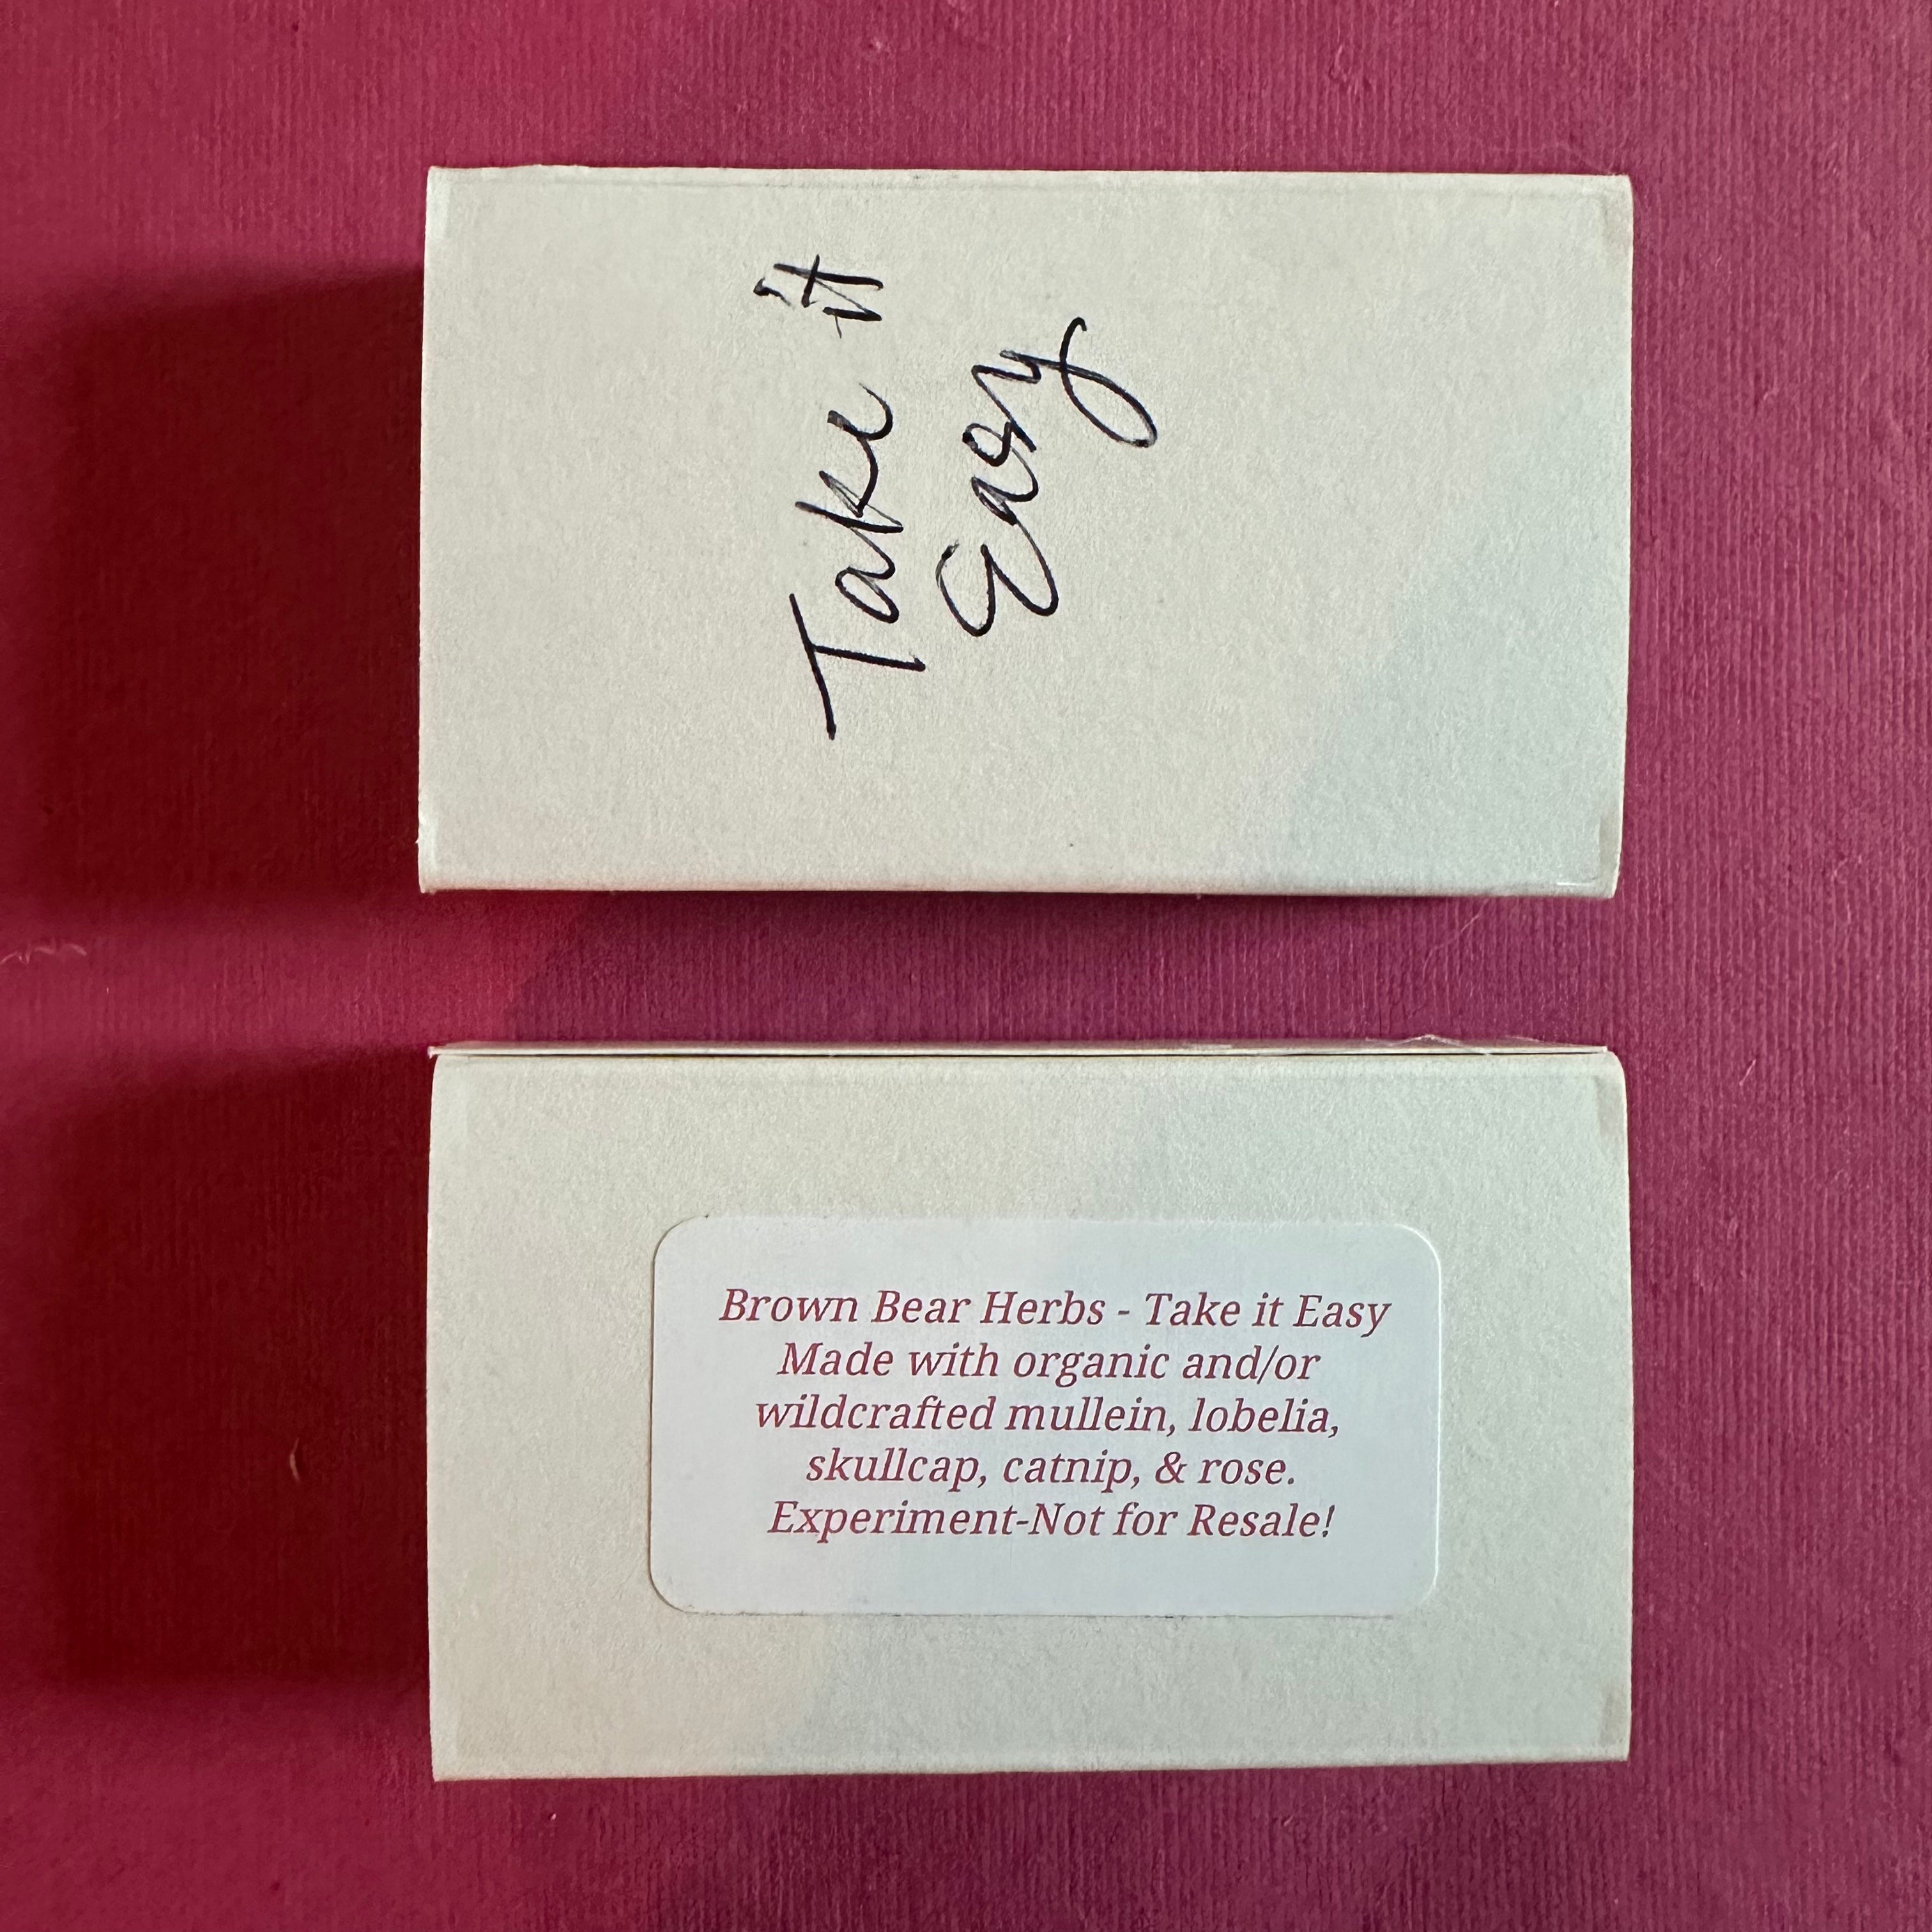 Take it
Easy
Brown Bear Herbs - Take it Easy
Made with organic and/or
wildcrafted mullein, lobelia,
skullcap, catnip, & rose.
Experiment-Not for Resale!